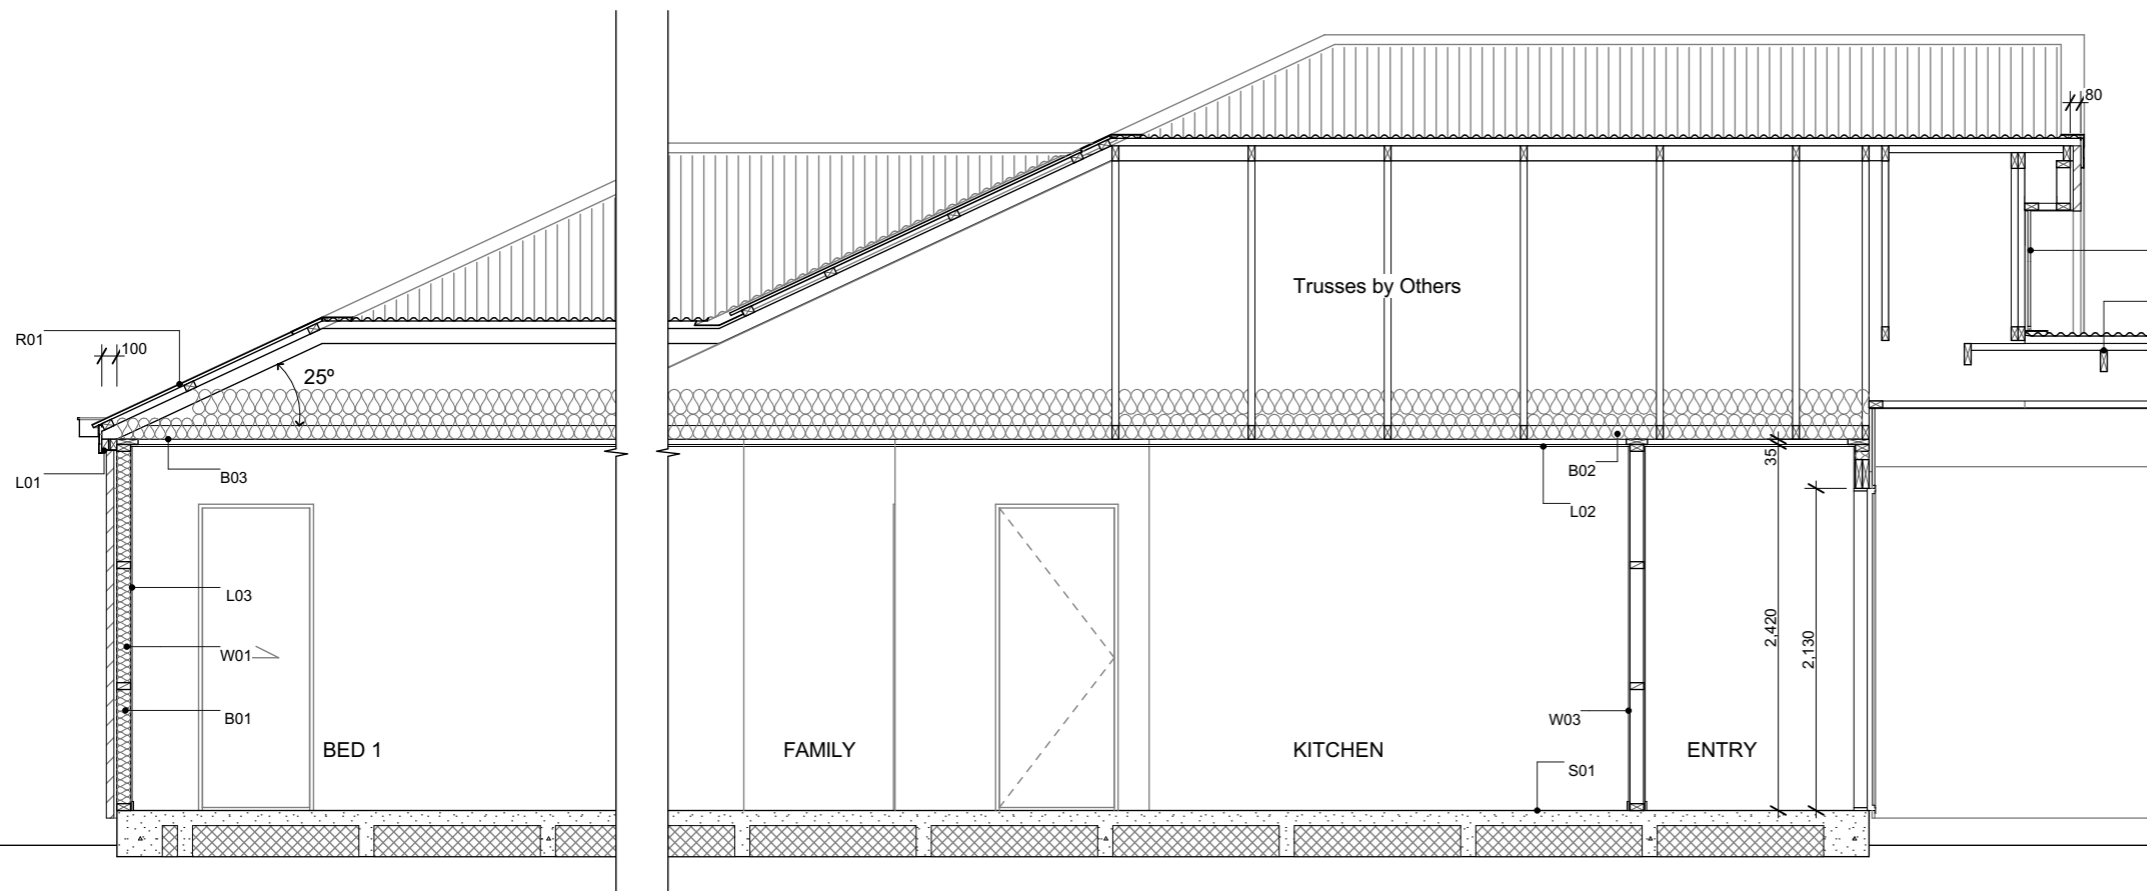 80
Trusses by Others
R01
100
25º
B03
L01
35
B02
L02
L03
2,420
2,130
W01
B01
W03
BED 1
FAMILY
KITCHEN
ENTRY
S01